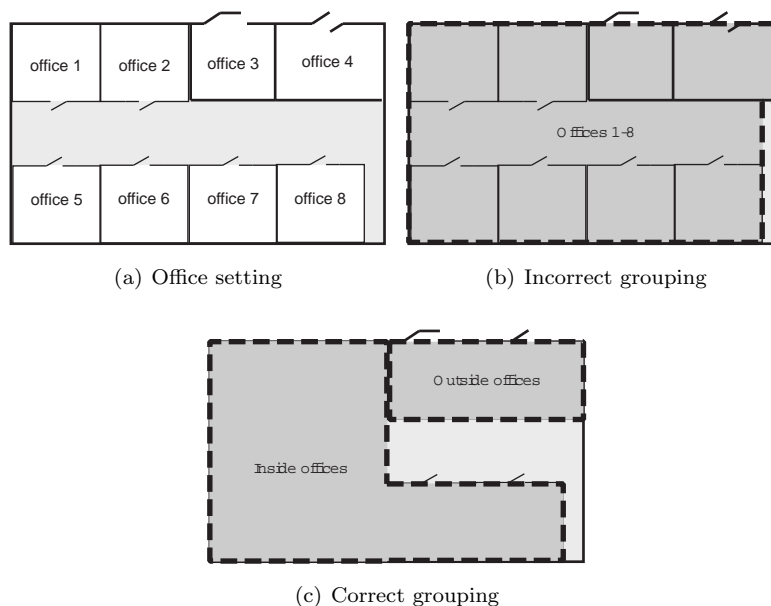 office 1 office 2 office 3 office 4
office 5 office 6 office 7 office 8
(a) Office setting
Offices 1-8
(b) Incorrect grouping
Outside offices
Inside offices
(c) Correct grouping